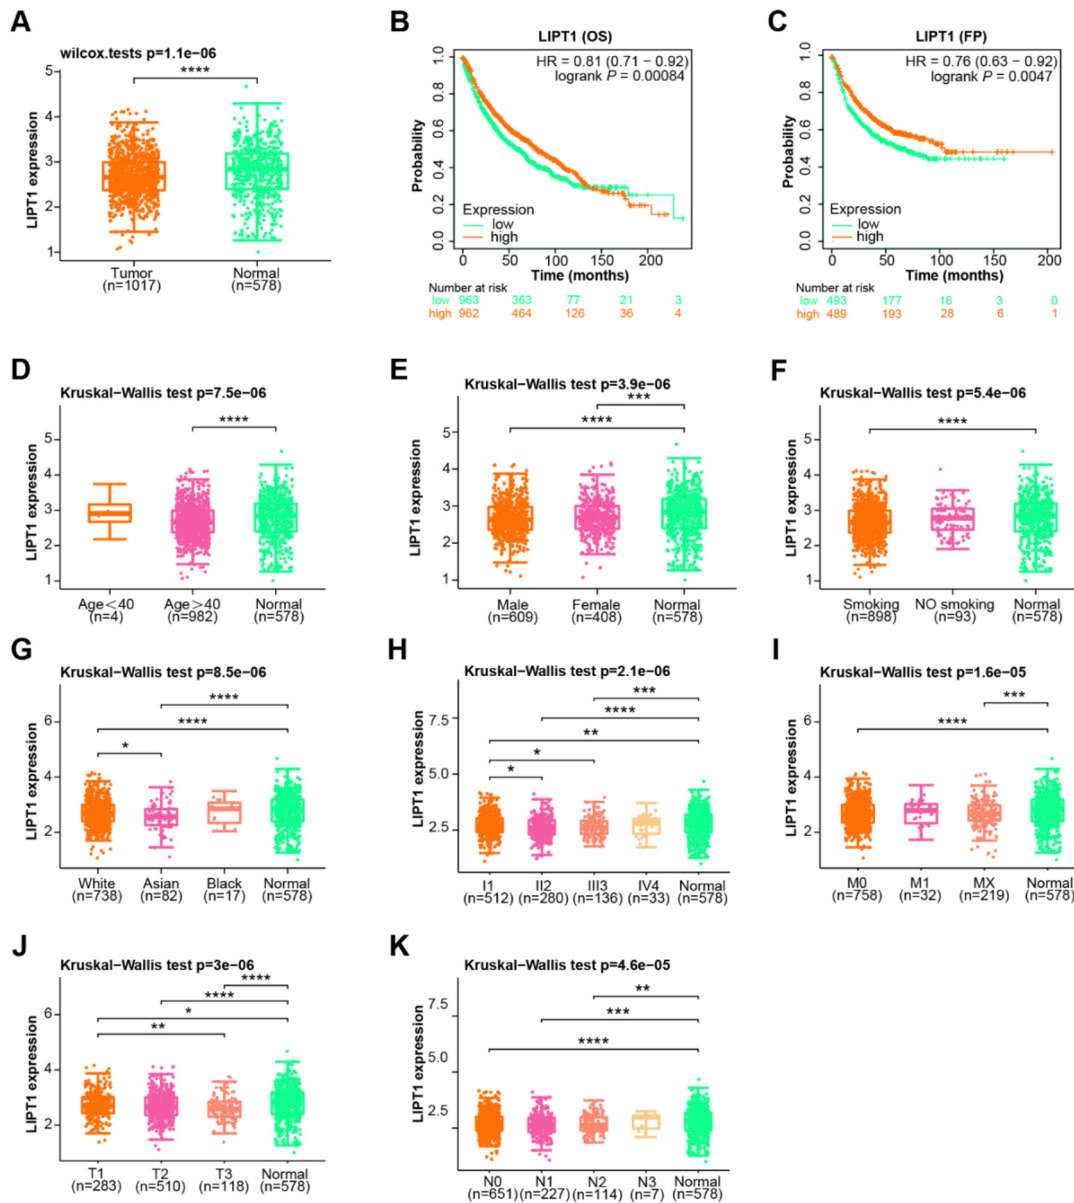 A
wilcox.tests p=1.1e−06
****
5
4
3
2
1
LIPT1 expression
Tumor
(n=1017)
Normal
(n=578)
B
LIPT1 (OS)
HR = 0.81 (0.71 − 0.92)
logrank P = 0.00084
1.0
0.8
0.6
0.4
0.2
0.0
Probability
Expression
low
high
0 50 100 150 200
Time (months)
Number at risk
low 963 363 77 21 3
high 962 464 126 36 4
C
LIPT1 (FP)
HR = 0.76 (0.63 − 0.92)
logrank P = 0.0047
1.0
0.8
0.6
0.4
0.2
0.0
Probability
Expression
low
high
0 50 100 150 200
Time (months)
Number at risk
low 493 177 16 3 0
high 489 193 28 6 1
D
Kruskal−Wallis test p=7.5e−06
****
5
4
3
2
1
LIPT1 expression
Age<40
(n=4)
Age>40
(n=982)
Normal
(n=578)
E
Kruskal−Wallis test p=3.9e−06
***
****
5
4
3
2
1
LIPT1 expression
Male
(n=609)
Female
(n=408)
Normal
(n=578)
F
Kruskal−Wallis test p=5.4e−06
****
5
4
3
2
1
LIPT1 expression
Smoking
(n=898)
NO smoking
(n=93)
Normal
(n=578)
G
Kruskal−Wallis test p=8.5e−06
****
****
*
6
4
2
LIPT1 expression
White
(n=738)
Asian
(n=82)
Black
(n=17)
Normal
(n=578)
H
Kruskal−Wallis test p=2.1e−06
***
****
**
*
*
7.5
5.0
2.5
LIPT1 expression
I1
(n=512)
II2
(n=280)
III3
(n=136)
IV4
(n=33)
Normal
(n=578)
I
Kruskal−Wallis test p=1.6e−05
***
****
6
4
2
LIPT1 expression
M0
(n=758)
M1
(n=32)
MX
(n=219)
Normal
(n=578)
J
Kruskal−Wallis test p=3e−06
****
****
*
**
6
4
2
LIPT1 expression
T1
(n=283)
T2
(n=510)
T3
(n=118)
Normal
(n=578)
K
Kruskal−Wallis test p=4.6e−05
**
***
****
7.5
5.0
2.5
LIPT1 expression
N0
(n=651)
N1
(n=227)
N2
(n=114)
N3
(n=7)
Normal
(n=578)